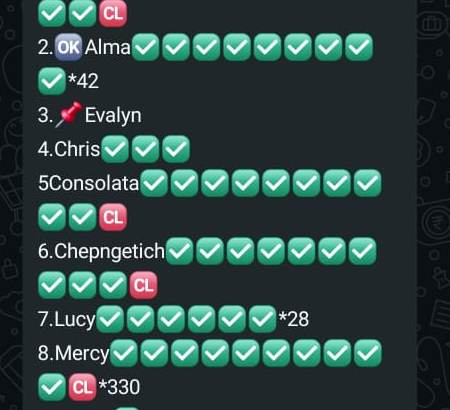 ✅✅🆑
2.🆗Alma✅✅✅✅✅✅✅✅
✅*42
3.📌Evalyn
4.Chris✅✅✅
5Consolata✅✅✅✅✅✅✅✅
✅✅🆑
6.Chepngetich✅✅✅✅✅✅✅
✅✅✅🆑
7.Lucy✅✅✅✅✅✅*28
8.Mercy✅✅✅✅✅✅✅✅✅
✅🆑*330